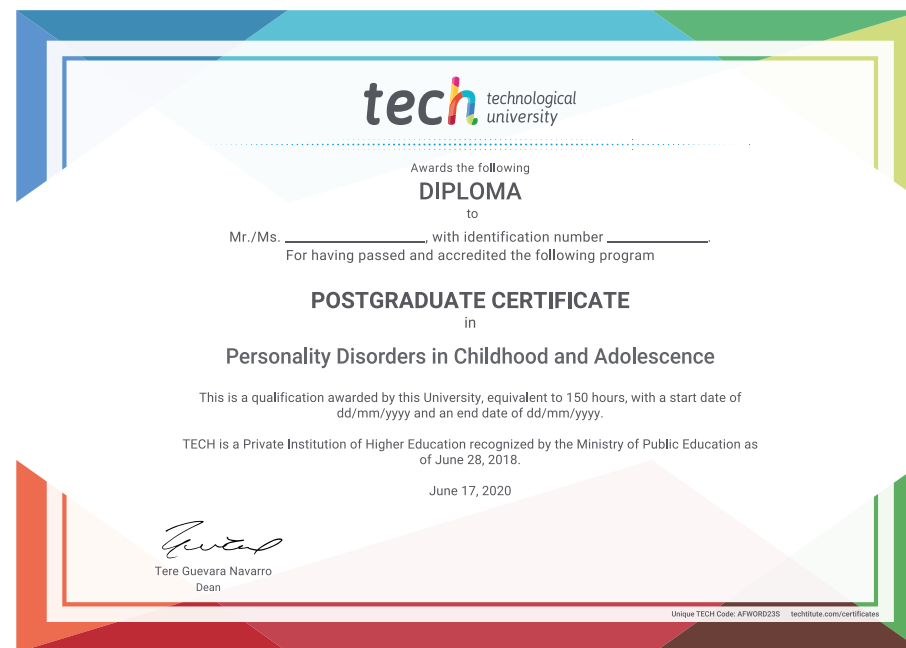 tech technological
university
Awards the following
DIPLOMA
to
Mr./Ms. ____________________, with identification number ______________.
For having passed and accredited the following program
POSTGRADUATE CERTIFICATE
in
Personality Disorders in Childhood and Adolescence
This is a qualification awarded by this University, equivalent to 150 hours, with a start date of
dd/mm/yyyy and an end date of dd/mm/yyyy.
TECH is a Private Institution of Higher Education recognized by the Ministry of Public Education as
of June 28, 2018.
June 17, 2020
Tere Guevara Navarro
Dean
Unique TECH Code: AFWORD23S techtitute.com/certificates